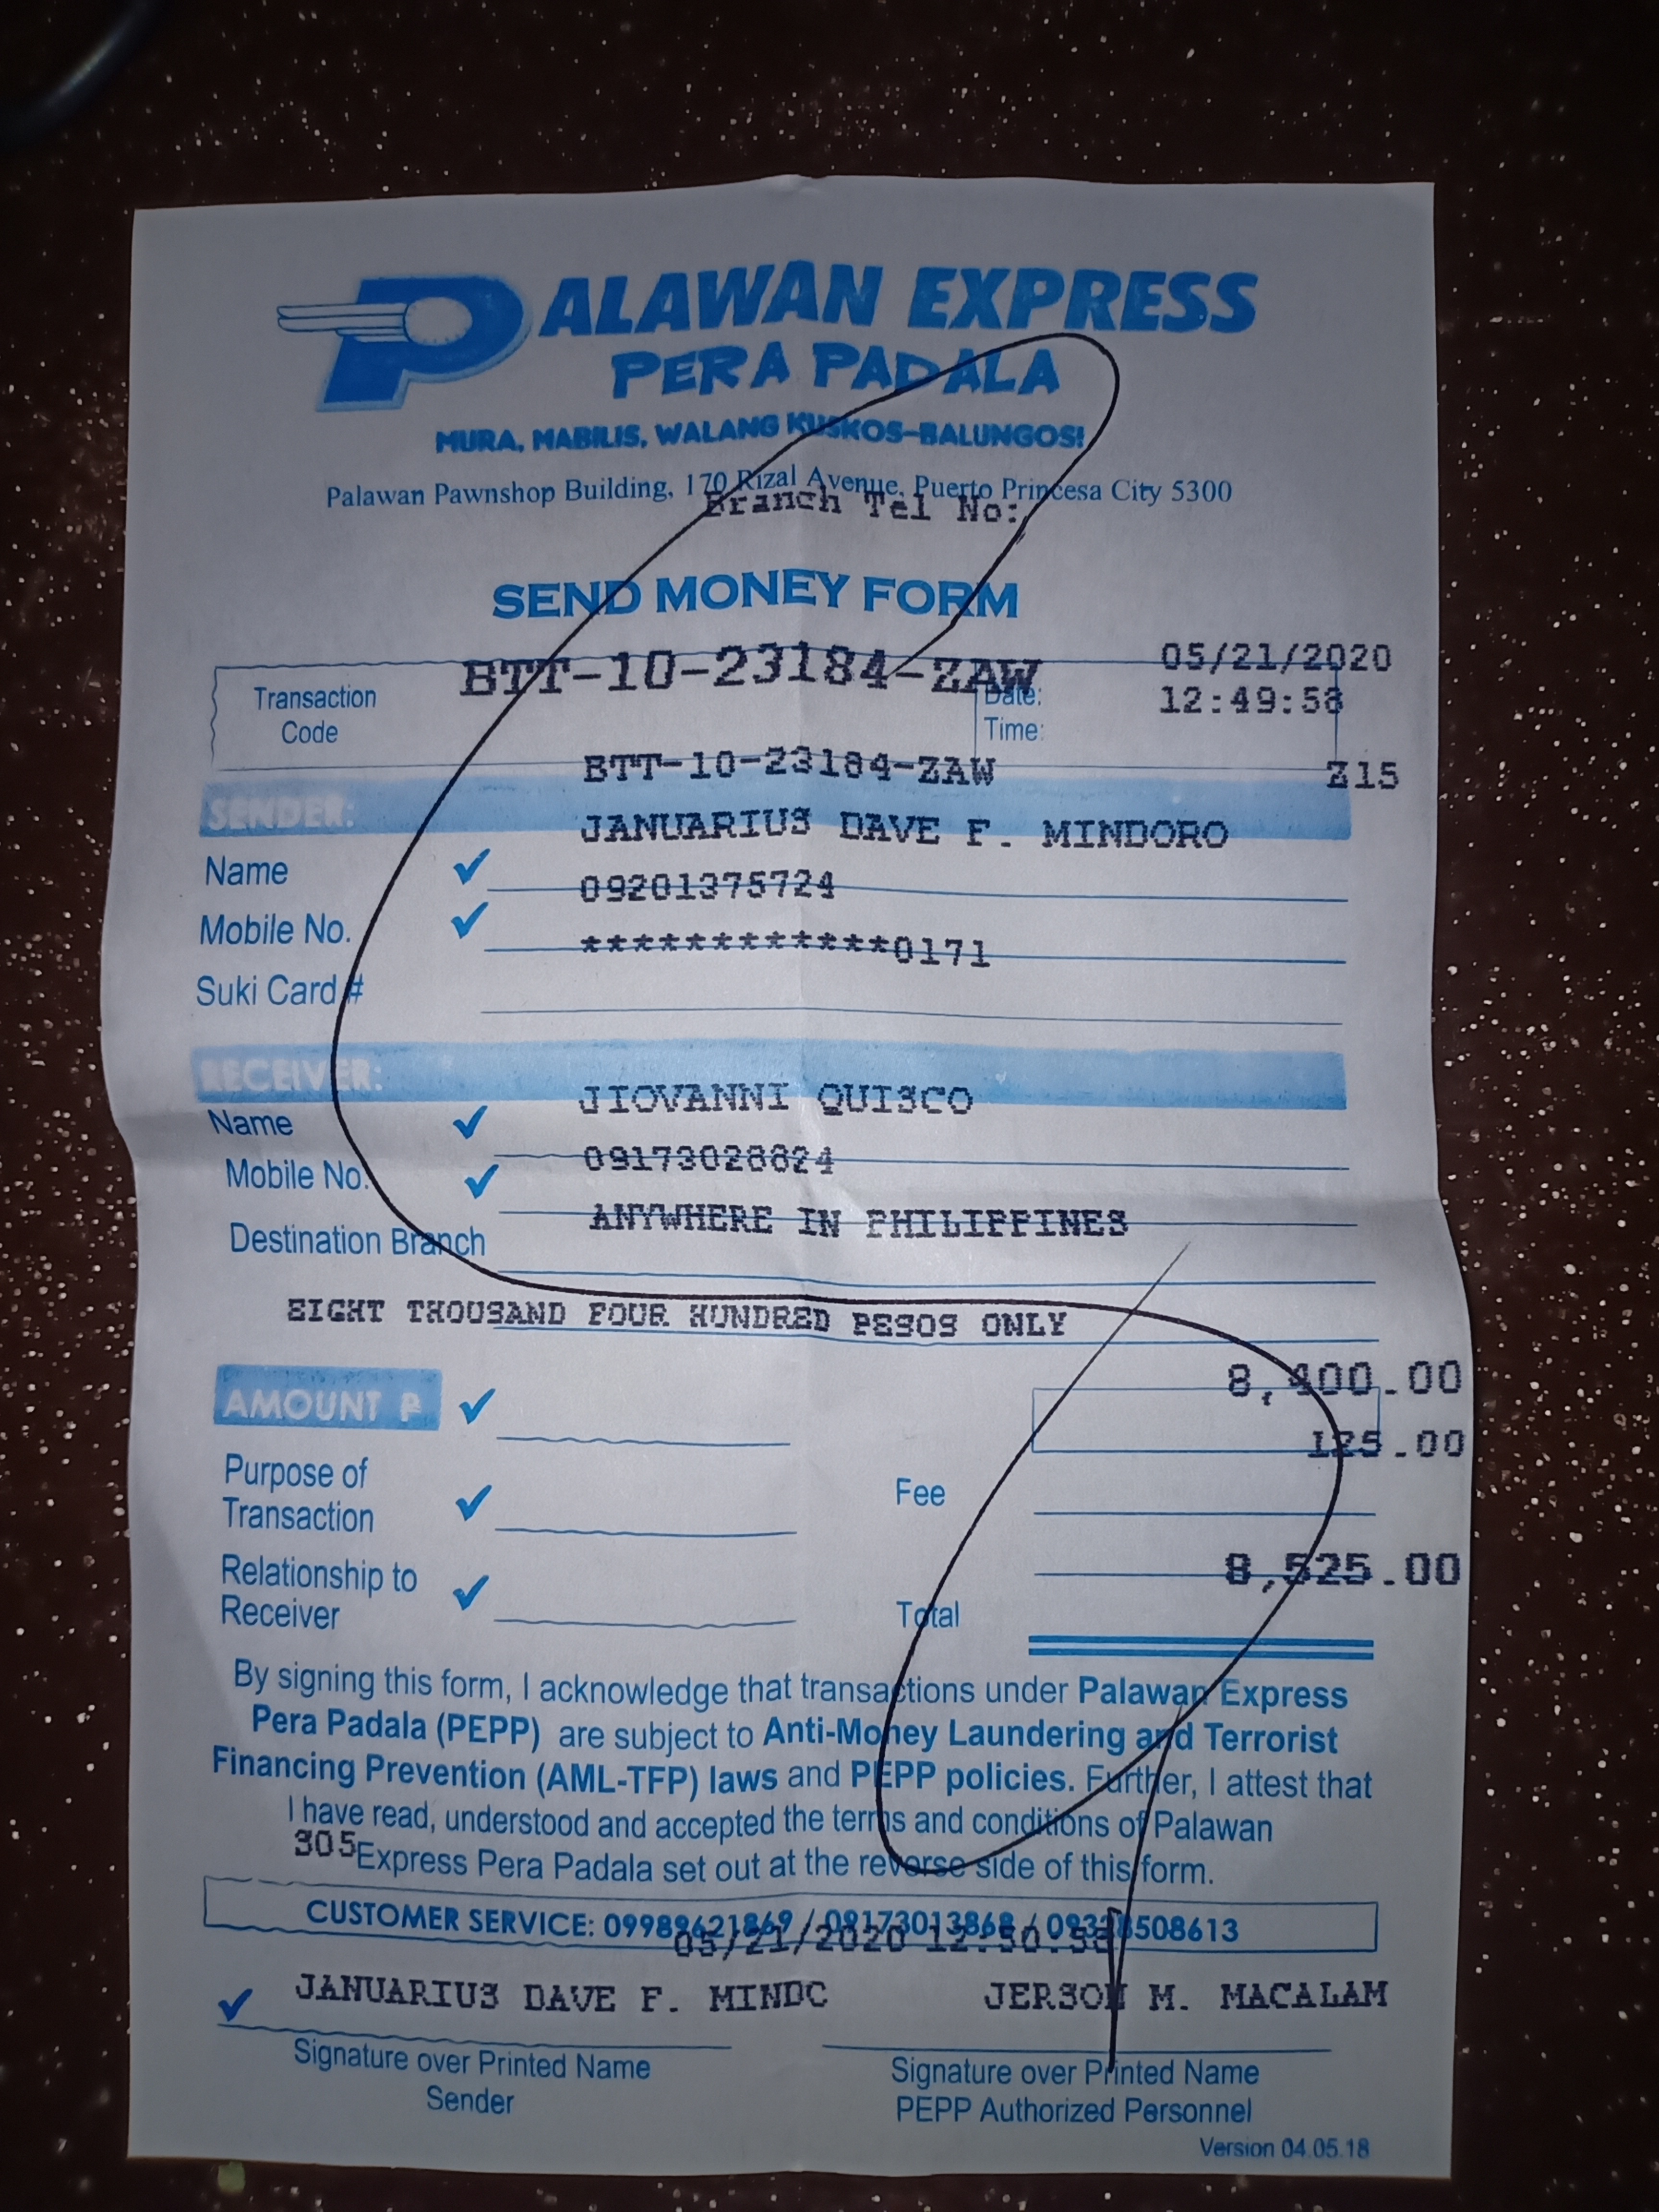 PALAWAN EXPRESS
PERA PADALA
MURA, MABILIS, WALANG KUSKOS-BALUNGOS!
Palawan Pawnshop Building, 170 Rizal Avenue, Puerto Princesa City 5300
Branch Tel No:
SEND MONEY FORM
Transaction Code BTT-10-23184-ZAW Date: 05/21/2020
Time: 12:49:58
BTT-10-23184-ZAW Z15
SENDER:
JANUARIUS DAVE F. MINDORO
Name
09201375724
Mobile No.
************0171
Suki Card #
RECEIVER:
JIOVANNI QUISCO
Name
Mobile No.
ANYWHERE IN PHILIPPINES
Destination Branch
EIGHT THOUSAND FOUR HUNDRED PESOS ONLY
8,400.00
AMOUNT ₱
125.00
Purpose of Transaction
Fee
8,525.00
Relationship to Receiver
Total
By signing this form, I acknowledge that transactions under Palawan Express
Pera Padala (PEPP) are subject to Anti-Money Laundering and Terrorist
Financing Prevention (AML-TFP) laws and PEPP policies. Further, I attest that
I have read, understood and accepted the terms and conditions of Palawan
305
Express Pera Padala set out at the reverse side of this form.
CUSTOMER SERVICE: 09988621869 / 09173013868 /
05/21/2020
JANUARIUS DAVE F. MINDO JERSON M. MACALAM
Signature over Printed Name Signature over Printed Name
Sender PEPP Authorized Personnel
Version 04.05.18